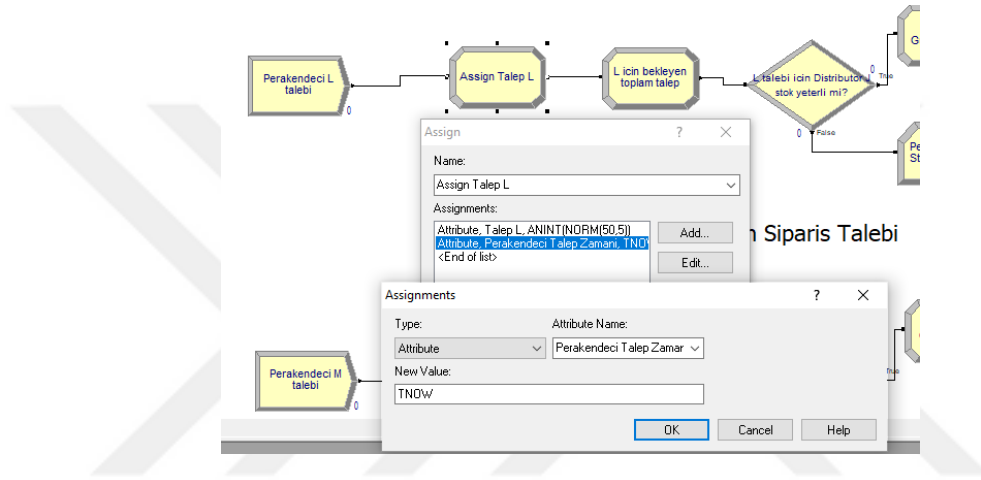 Perakendeci L
talebi
0
Assign Talep L
L icin bekleyen
toplam talep
L talebi icin Distributor I
stok yeterli mi?
0
True
0
False
G
Pe
St
Assign
?
Name:
Assign Talep L
Assignments:
Attribute, Talep L, ANINT(NORM(50,5))
Attribute, Perakendeci Talep Zamani, TNOW
<End of list>
Add...
Edit...
n Siparis Talebi
Assignments
?
Type:
Attribute Name:
Attribute
Perakendeci Talep Zamar
New Value:
TNOW
OK
Cancel
Help
Perakendeci M
talebi
0
True